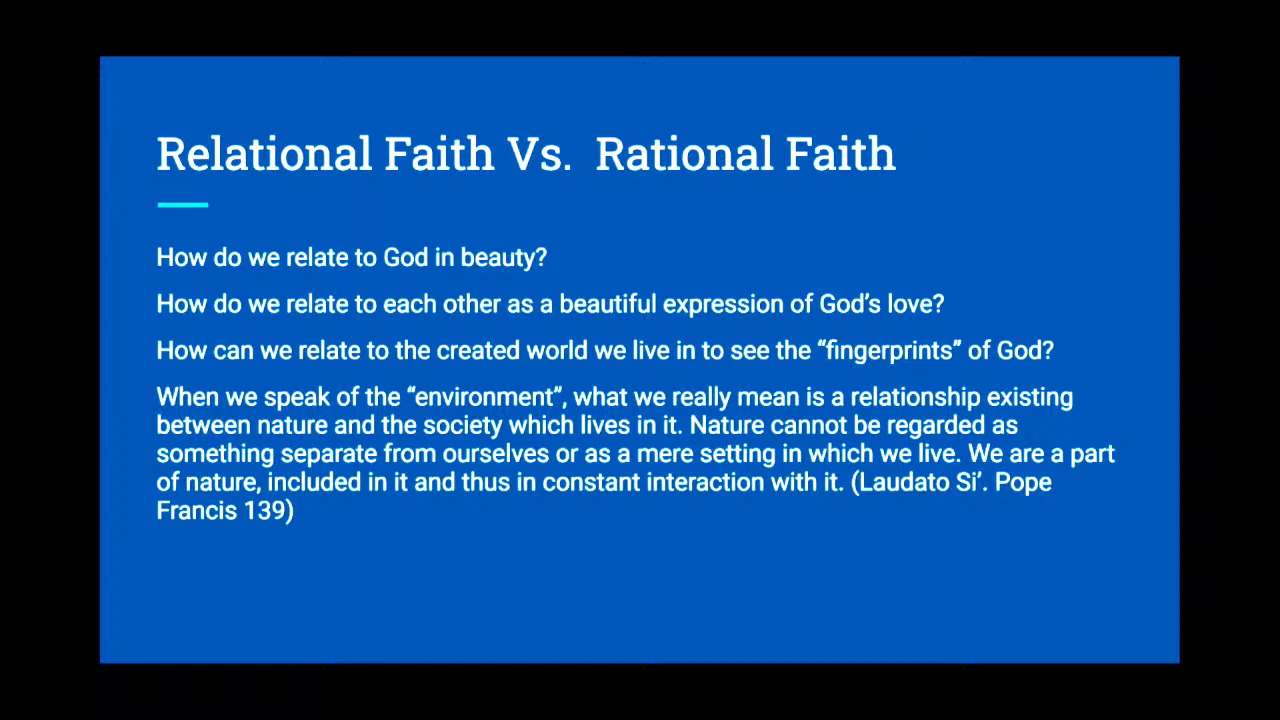 Relational Faith Vs.  Rational Faith
How do we relate to God in beauty?
How do we relate to each other as a beautiful expression of God’s love?
How can we relate to the created world we live in to see the “fingerprints” of God?
When we speak of the “environment”, what we really mean is a relationship existing
between nature and the society which lives in it. Nature cannot be regarded as
something separate from ourselves or as a mere setting in which we live. We are a part
of nature, included in it and thus in constant interaction with it. (Laudato Si’. Pope
Francis 139)